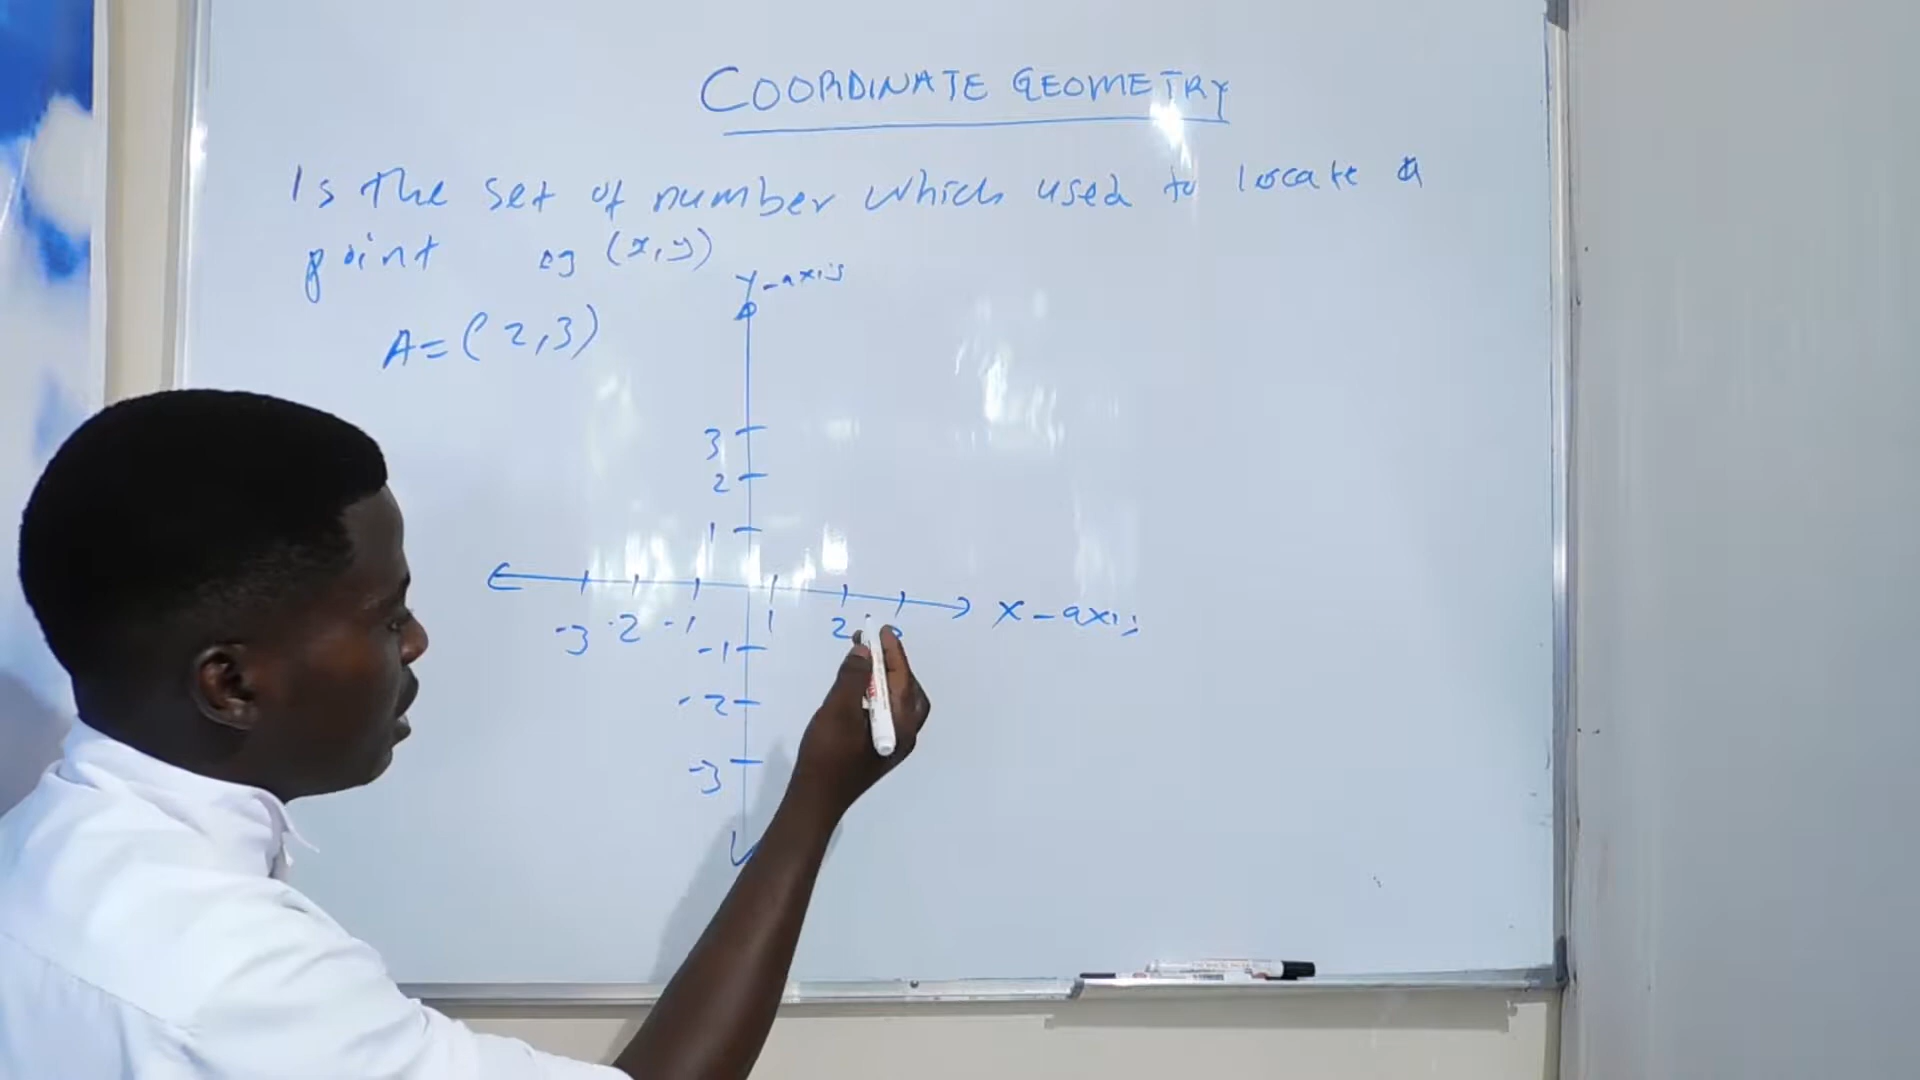 COORDINATE GEOMETRY
Is the set of number which used to locate a
point eg (x,y)
Y-axis
A=(2,3)
3
2
1
-3 -2 -1 1 2 x-axis
-1
-2
-3